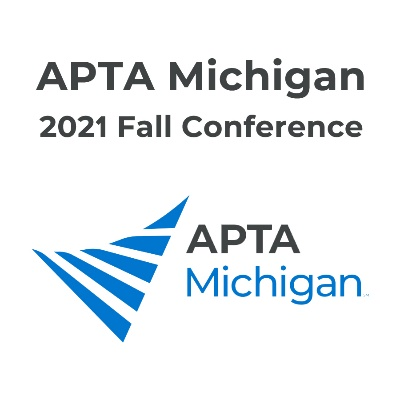 APTA Michigan
2021 Fall Conference
APTA
Michigan